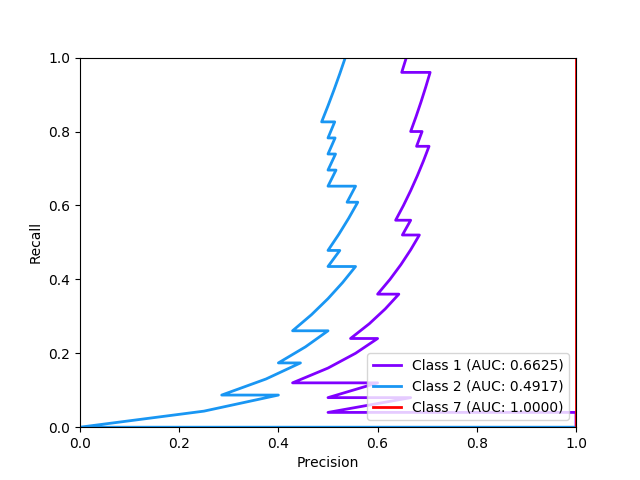 1.0
0.8
0.6
0.4
0.2
0.0
Recall
Class 1 (AUC: 0.6625)
Class 2 (AUC: 0.4917)
Class 7 (AUC: 1.0000)
0.0 0.2 0.4 0.6 0.8 1.0
Precision